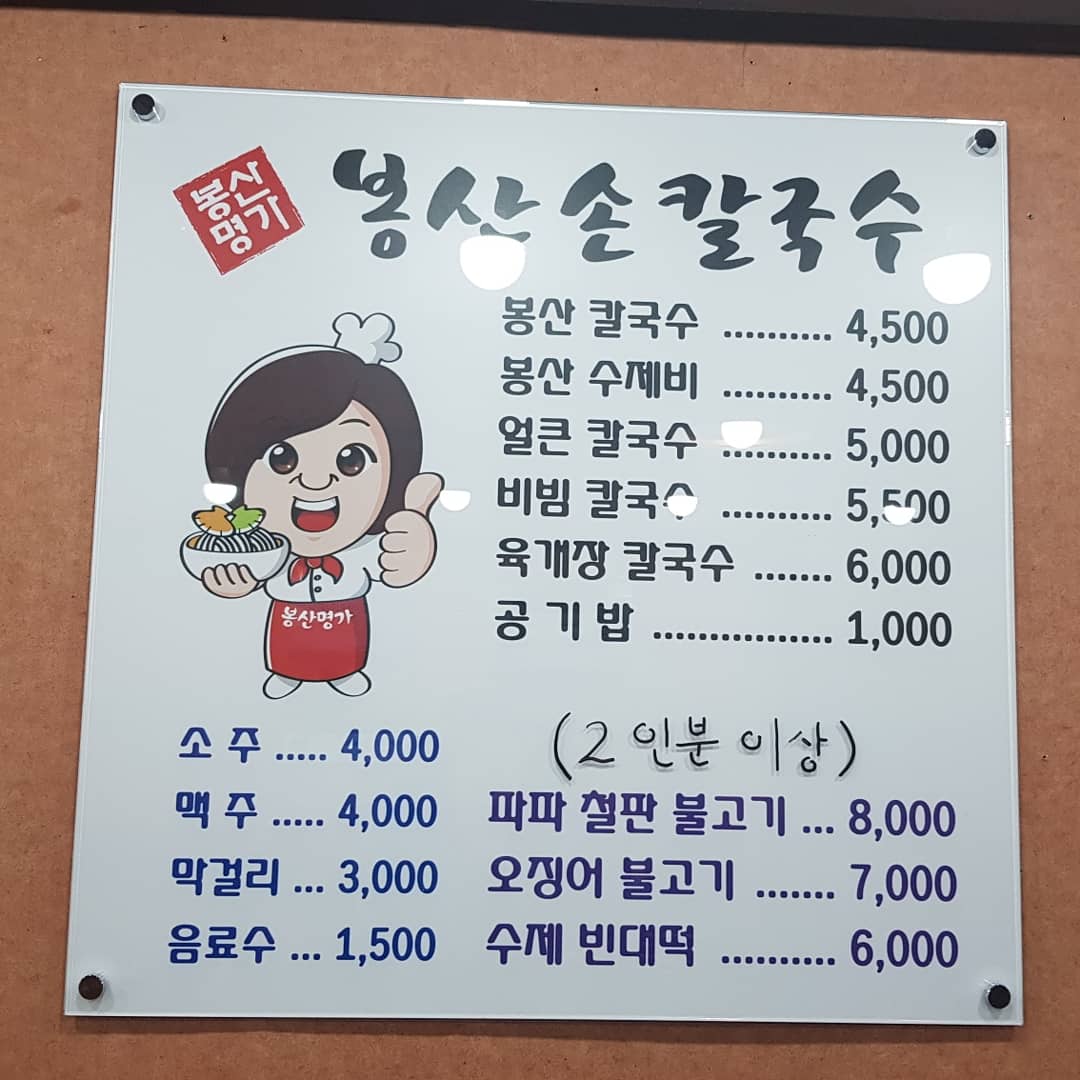 봉산
명가
봉산손칼국수
봉산 칼국수 ........... 4,500
봉산 수제비 ........... 4,500
얼큰 칼국수 ........... 5,000
비빔 칼국수 ........... 5,500
육개장 칼국수 ....... 6,000
공 기 밥 ................. 1,000
봉산명가
소 주 ..... 4,000
맥 주 ..... 4,000
막걸리 ... 3,000
음료수 ... 1,500
(2 인분 이상)
파파 철판 불고기 ... 8,000
오징어 불고기 ....... 7,000
수제 빈대떡 ........... 6,000